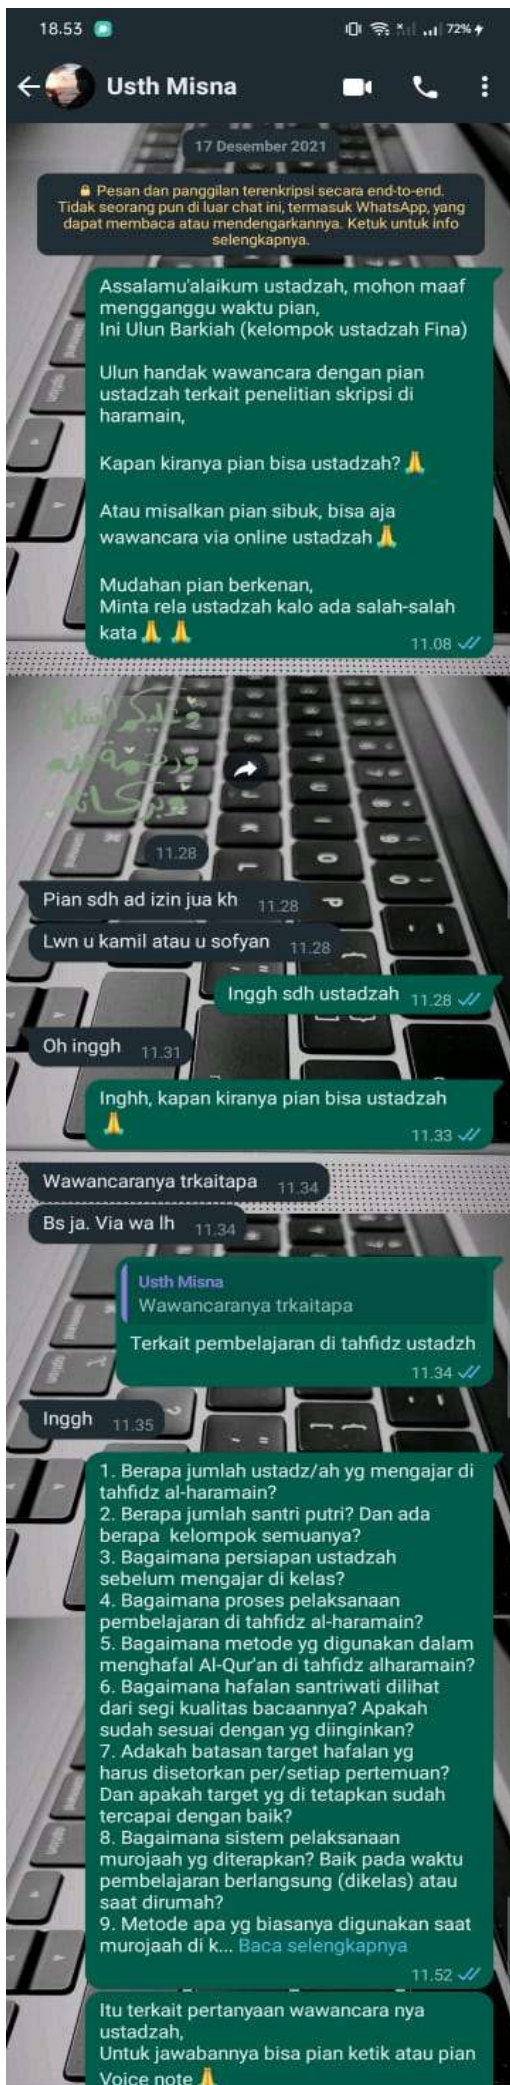 18.53
72%
Usth Misna
17 Desember 2021
Pesan dan panggilan terenkripsi secara end-to-end.
Tidak seorang pun di luar chat ini, termasuk WhatsApp, yang
dapat membaca atau mendengarkannya. Ketuk untuk info
selengkapnya.
Assalamu'alaikum ustadzah, mohon maaf
mengganggu waktu pian,
Ini Ulun Barkiah (kelompok ustadzah Fina)
Ulun handak wawancara dengan pian
ustadzah terkait penelitian skripsi di
haramain,
Kapan kiranya pian bisa ustadzah? 🙏
Atau misalkan pian sibuk, bisa aja
wawancara via online ustadzah 🙏
Mudahan pian berkenan,
Minta rela ustadzah kalo ada salah-salah
kata 🙏 🙏
11.08
وعليكم السلام
ورحمة الله
وبركاته
11.28
Pian sdh ad izin jua kh 11.28
Lwn u kamil atau u sofyan 11.28
Inggh sdh ustadzah 11.28
Oh inggh 11.31
Inghh, kapan kiranya pian bisa ustadzah
🙏
11.33
Wawancaranya trkaitapa 11.34
Bs ja. Via wa lh 11.34
Usth Misna
Wawancaranya trkaitapa
Terkait pembelajaran di tahfidz ustadzh
11.34
Inggh 11.35
1. Berapa jumlah ustadz/ah yg mengajar di
tahfidz al-haramain?
2. Berapa jumlah santri putri? Dan ada
berapa kelompok semuanya?
3. Bagaimana persiapan ustadzah
sebelum mengajar di kelas?
4. Bagaimana proses pelaksanaan
pembelajaran di tahfidz al-haramain?
5. Bagaimana metode yg digunakan dalam
menghafal Al-Qur'an di tahfidz alharamain?
6. Bagaimana hafalan santriwati dilihat
dari segi kualitas bacaannya? Apakah
sudah sesuai dengan yg diinginkan?
7. Adakah batasan target hafalan yg
harus disetorkan per/setiap pertemuan?
Dan apakah target yg di tetapkan sudah
tercapai dengan baik?
8. Bagaimana sistem pelaksanaan
murojaah yg diterapkan? Baik pada waktu
pembelajaran berlangsung (dikelas) atau
saat dirumah?
9. Metode apa yg biasanya digunakan saat
murojaah di k... Baca selengkapnya
11.52
Itu terkait pertanyaan wawancara nya
ustadzah,
Untuk jawabannya bisa pian ketik atau pian
Voice note 🙏